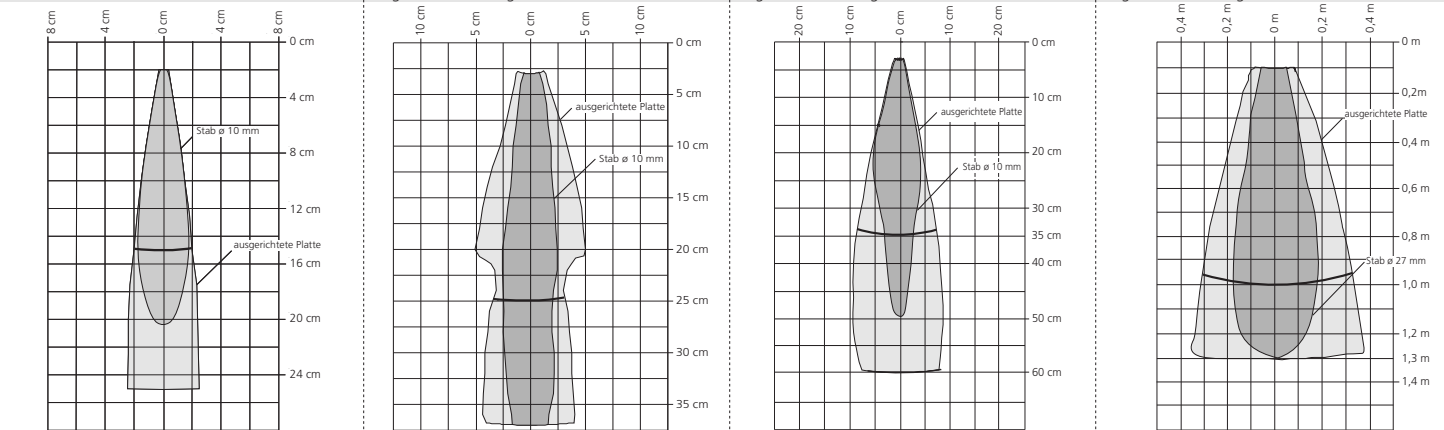 8 cm
4 cm
0 cm
4 cm
8 cm
0 cm
4 cm
Stab ø 10 mm
8 cm
12 cm
ausgerichtete Platte
16 cm
20 cm
24 cm
10 cm
5 cm
0 cm
5 cm
10 cm
0 cm
5 cm
ausgerichtete Platte
10 cm
Stab ø 10 mm
15 cm
20 cm
25 cm
30 cm
35 cm
20 cm
10 cm
0 cm
10 cm
20 cm
0 cm
10 cm
ausgerichtete Platte
20 cm
Stab ø 10 mm
30 cm
35 cm
40 cm
50 cm
60 cm
0,4 m
0,2 m
0 m
0,2 m
0,4 m
0 m
0,2m
ausgerichtete Platte
0,4 m
0,6 m
0,8 m
Stab ø 27 mm
1,0 m
1,2 m
1,3 m
1,4 m